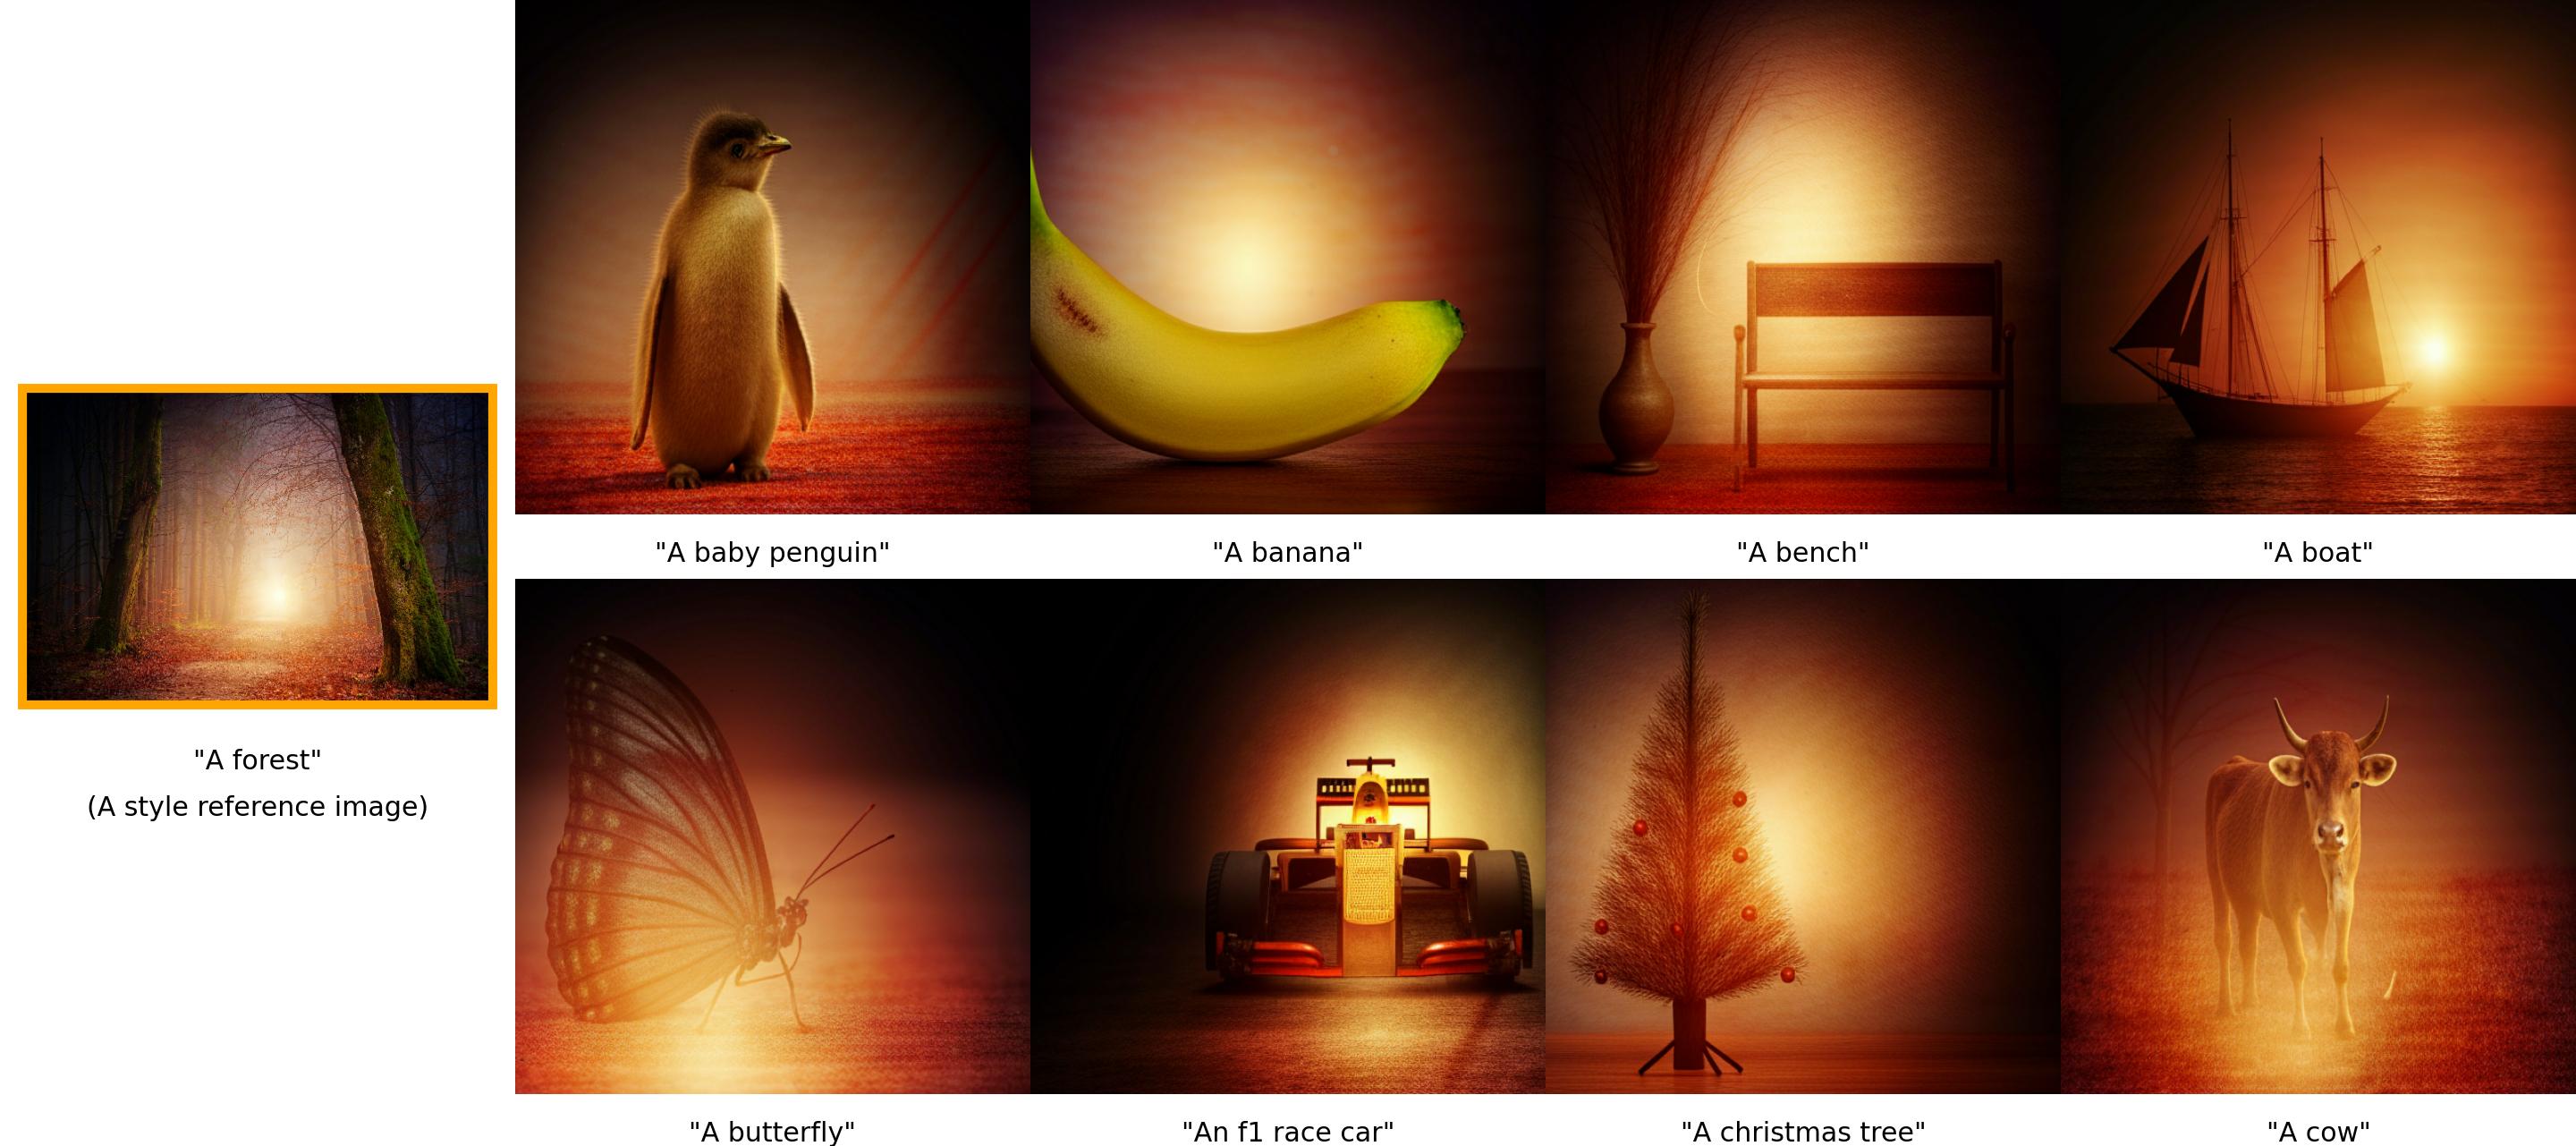 "A baby penguin"
"A banana"
"A bench"
"A boat"
"A forest"
(A style reference image)
"A butterfly"
"An f1 race car"
"A christmas tree"
"A cow"